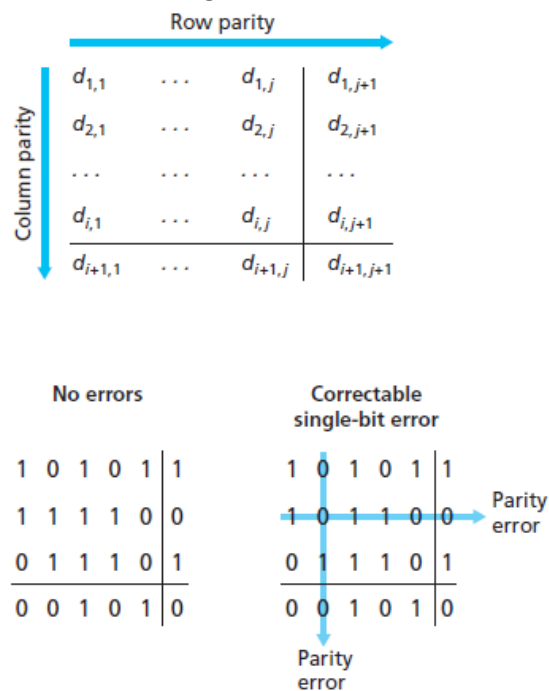 Row parity
Column parity
d1,1 . . . d1,j d1,j+1
d2,1 . . . d2,j d2,j+1
. . . . . . . . . . . .
di,1 . . . di,j di,j+1
di+1,1 . . . di+1,j di+1,j+1
No errors
1 0 1 0 1 1
1 1 1 1 0 0
0 1 1 1 0 1
0 0 1 0 1 0
Correctable
single-bit error
1 0 1 0 1 1
1 0 1 1 0 0
0 1 1 1 0 1
0 0 1 0 1 0
Parity
error
Parity
error